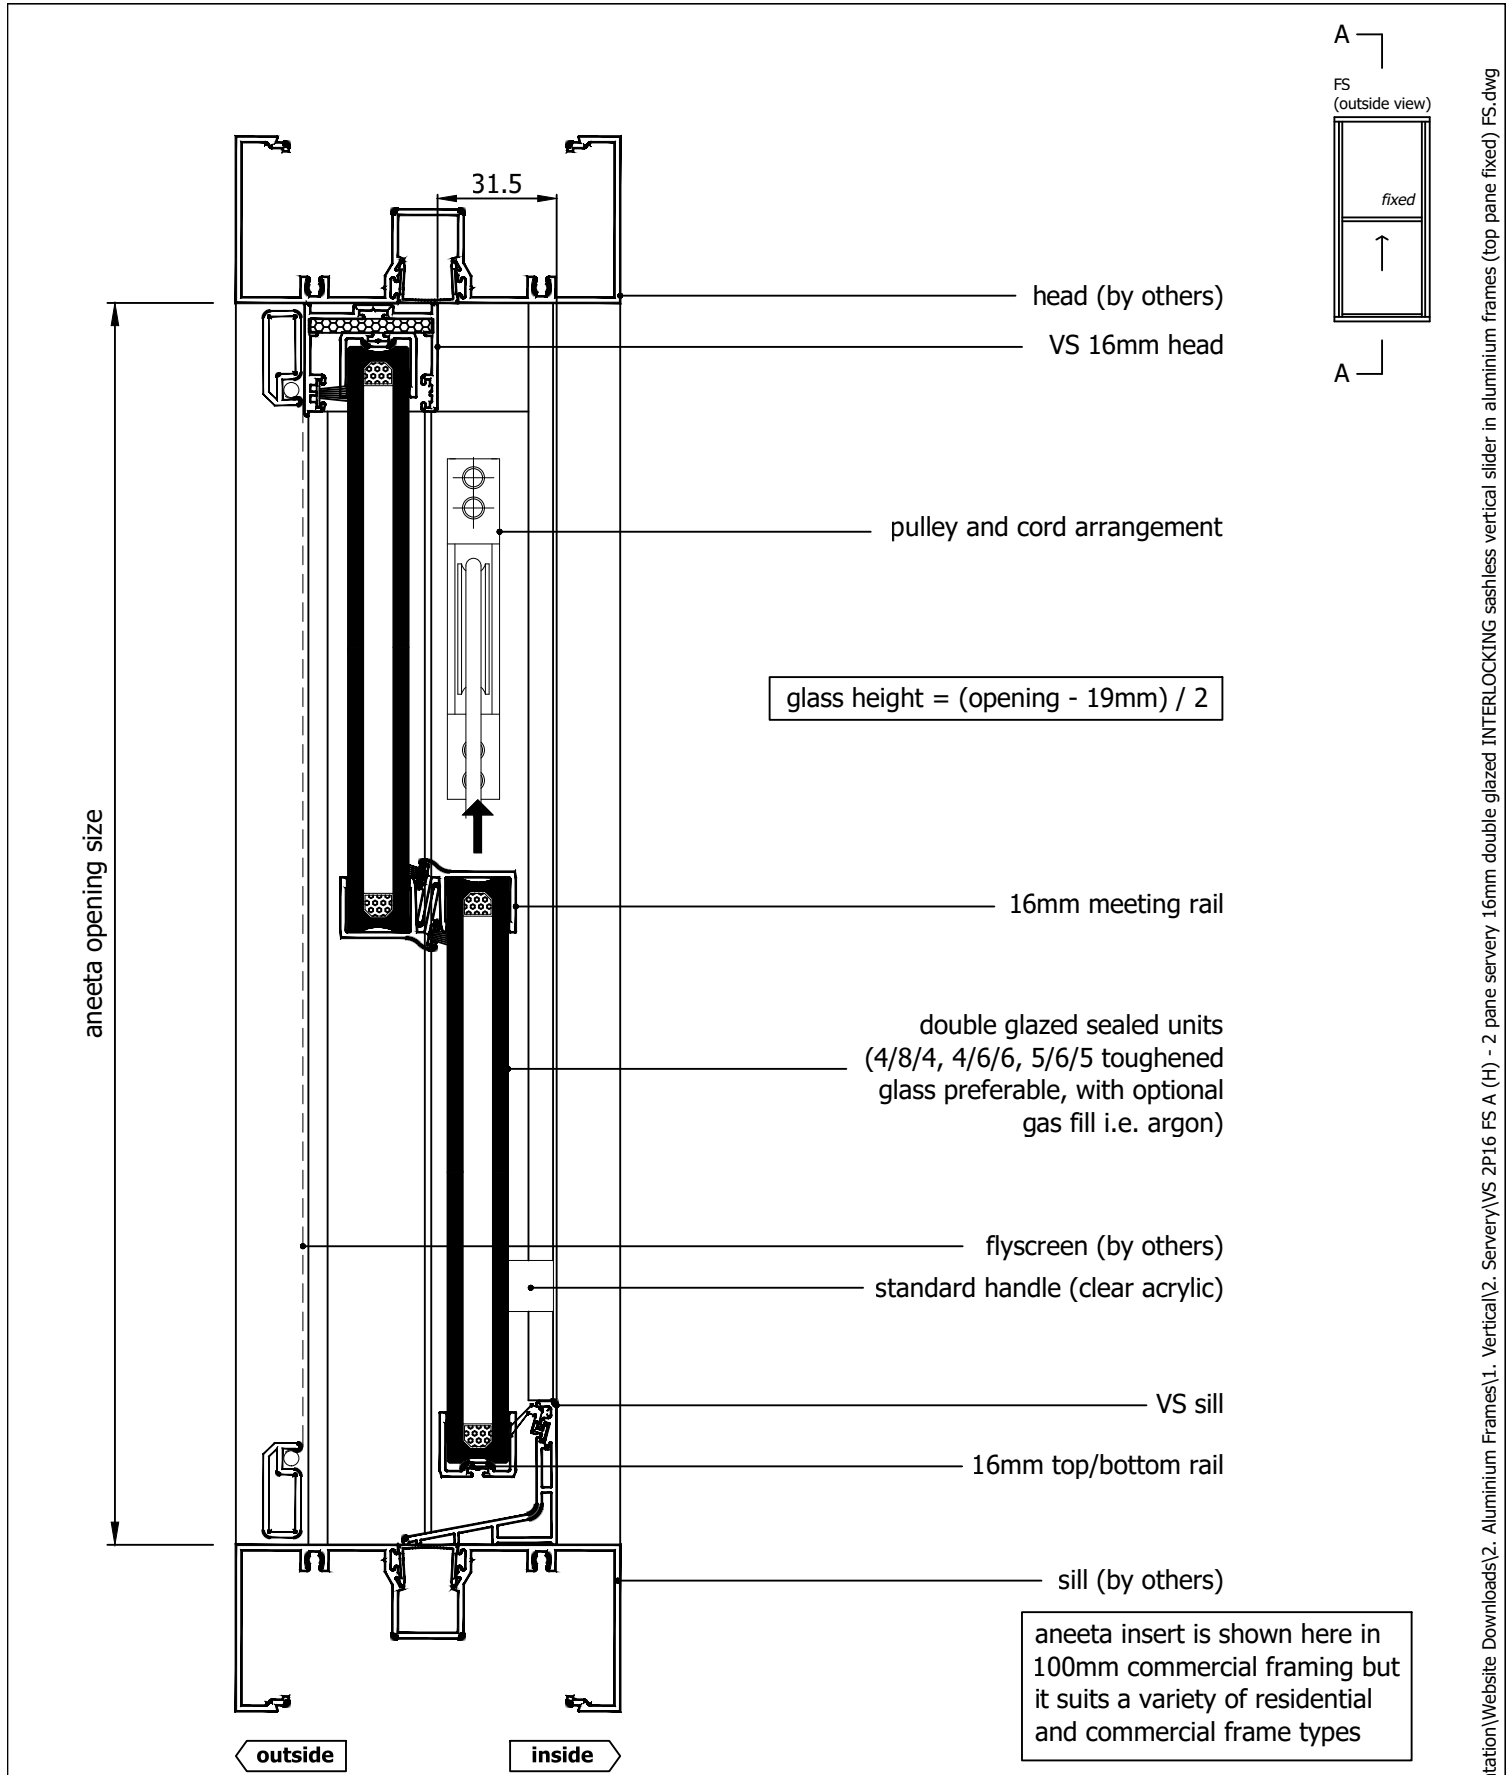 A
FS
(outside view)
fixed
A
31.5
head (by others)
VS 16mm head
pulley and cord arrangement
glass height = (opening - 19mm) / 2
aneeta opening size
16mm meeting rail
double glazed sealed units
(4/8/4, 4/6/6, 5/6/5 toughened
glass preferable, with optional
gas fill i.e. argon)
flyscreen (by others)
standard handle (clear acrylic)
VS sill
16mm top/bottom rail
sill (by others)
aneeta insert is shown here in
100mm commercial framing but
it suits a variety of residential
and commercial frame types
outside
inside
tation\Website Downloads\2. Aluminium Frames\1. Vertical\2. Servery\VS 2P16 FS A (H) - 2 pane servery 16mm double glazed INTERLOCKING sashless vertical slider in aluminium frames (top pane fixed) FS.dwg